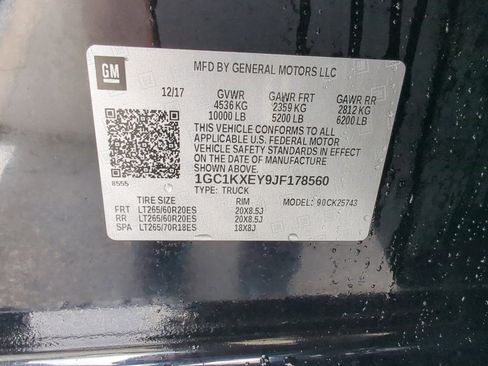 GM
MFD BY GENERAL MOTORS LLC
12/17 GVWR GAWR FRT GAWR RR
4536 KG 2359 KG 2812 KG
10000 LB 5200 LB 6200 LB
THIS VEHICLE CONFORMS TO ALL
APPLICABLE U.S. FEDERAL MOTOR
VEHICLE SAFETY STANDARDS IN
EFFECT ON THE DATE OF MANUFACTURE
SHOWN ABOVE.
1GC1KXEY9JF178560
8555 TYPE: TRUCK
TIRE SIZE RIM MODEL: 90CK25743
FRT LT265/60R20ES 20X8.5J
RR LT265/60R20ES 20X8.5J
SPA LT265/70R18ES 18X8J